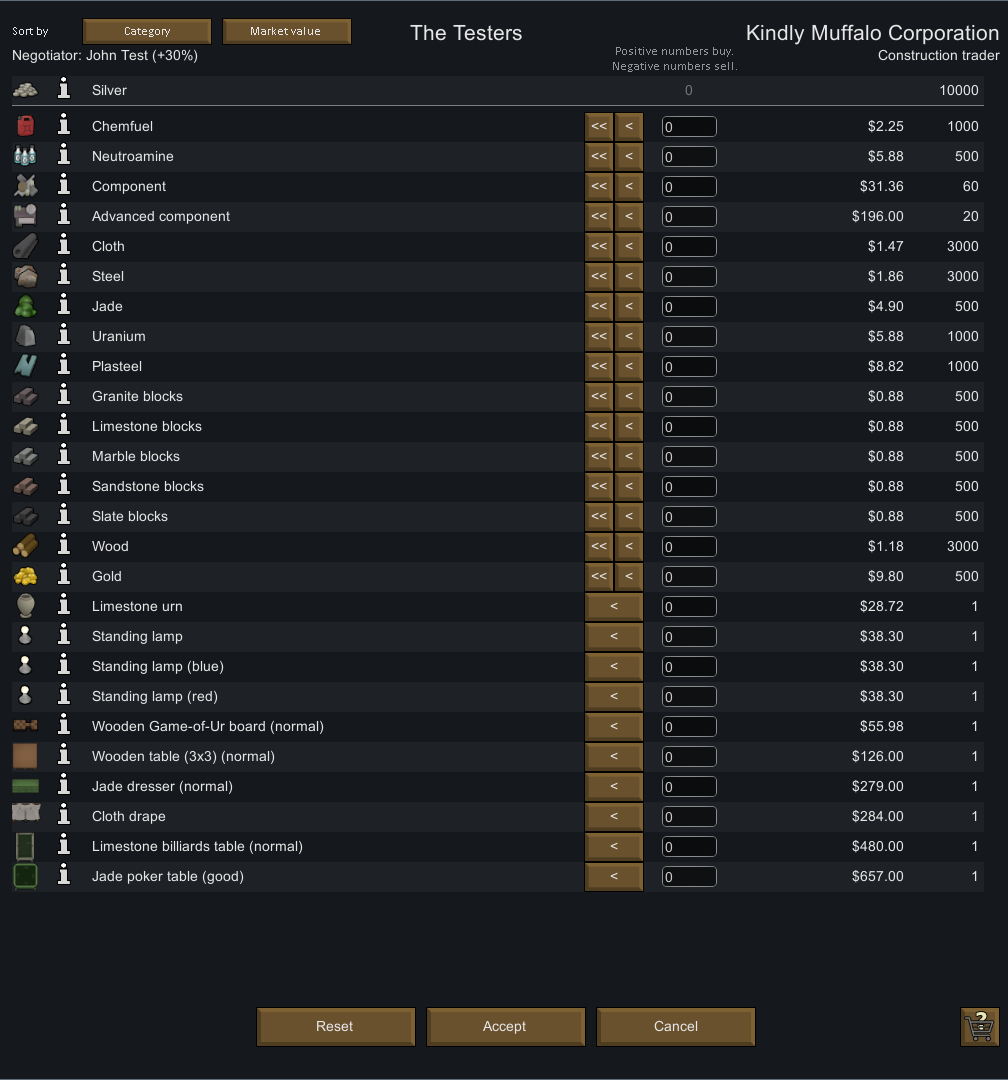 Sort by Category Market value The Testers Kindly Muffalo Corporation
Negotiator: John Test (+30%) Positive numbers buy. Construction trader
Negative numbers sell.
Silver 0 10000
Chemfuel << < 0 $2.25 1000
Neutroamine << < 0 $5.88 500
Component << < 0 $31.36 60
Advanced component << < 0 $196.00 20
Cloth << < 0 $1.47 3000
Steel << < 0 $1.86 3000
Jade << < 0 $4.90 500
Uranium << < 0 $5.88 1000
Plasteel << < 0 $8.82 1000
Granite blocks << < 0 $0.88 500
Limestone blocks << < 0 $0.88 500
Marble blocks << < 0 $0.88 500
Sandstone blocks << < 0 $0.88 500
Slate blocks << < 0 $0.88 500
Wood << < 0 $1.18 3000
Gold << < 0 $9.80 500
Limestone urn < 0 $28.72 1
Standing lamp < 0 $38.30 1
Standing lamp (blue) < 0 $38.30 1
Standing lamp (red) < 0 $38.30 1
Wooden Game-of-Ur board (normal) < 0 $55.98 1
Wooden table (3x3) (normal) < 0 $126.00 1
Jade dresser (normal) < 0 $279.00 1
Cloth drape < 0 $284.00 1
Limestone billiards table (normal) < 0 $480.00 1
Jade poker table (good) < 0 $657.00 1
Reset Accept Cancel ?